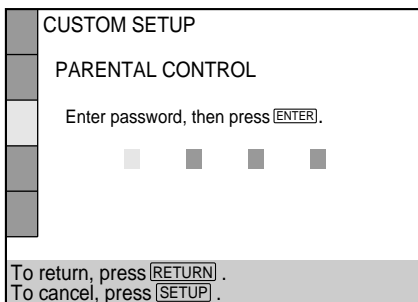 CUSTOM SETUP
PARENTAL CONTROL
Enter password, then press ENTER.
To return, press RETURN .
To cancel, press SETUP .